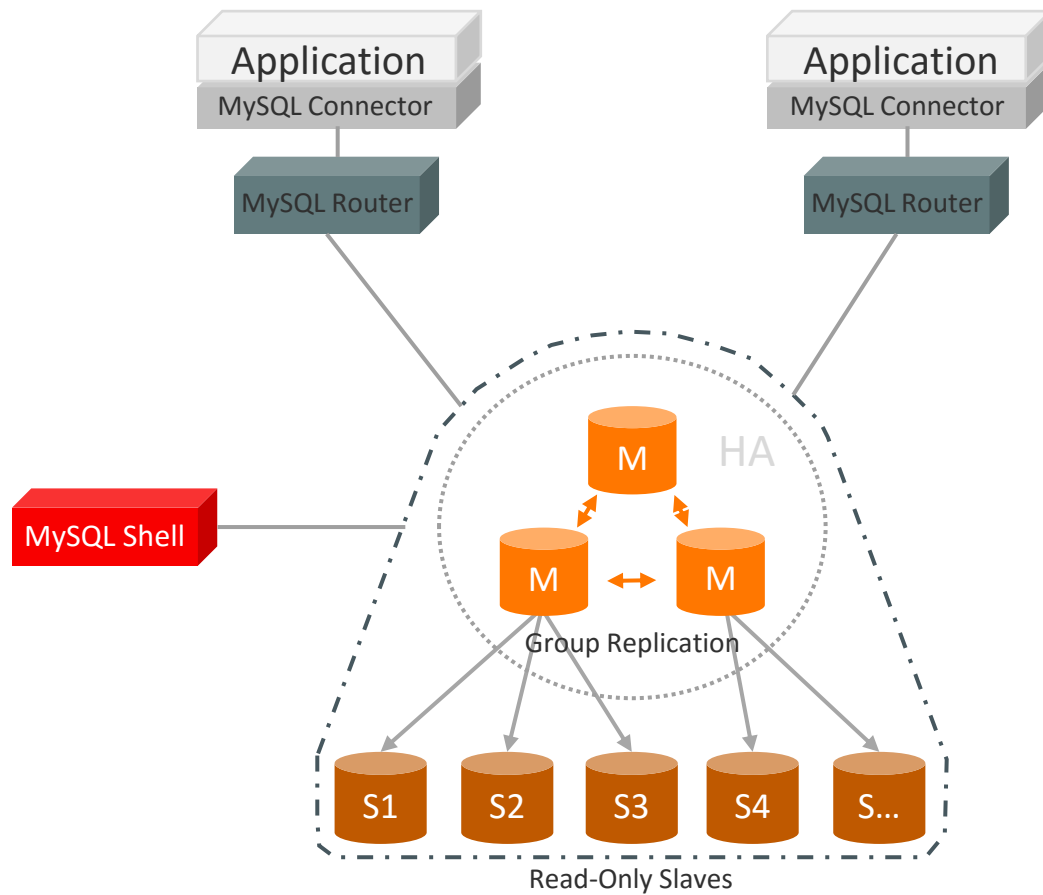 Application
MySQL Connector
MySQL Router
Application
MySQL Connector
MySQL Router
M
HA
MySQL Shell
M
M
Group Replication
S1
S2
S3
S4
S...
Read-Only Slaves